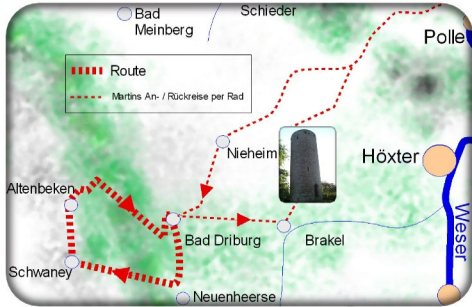 Bad
Meinberg
Schieder
Polle
Route
Martins An- / Rückreise per Rad
Nieheim
Höxter
Altenbeken
Bad Driburg
Brakel
Weser
Schwaney
Neuenheerse